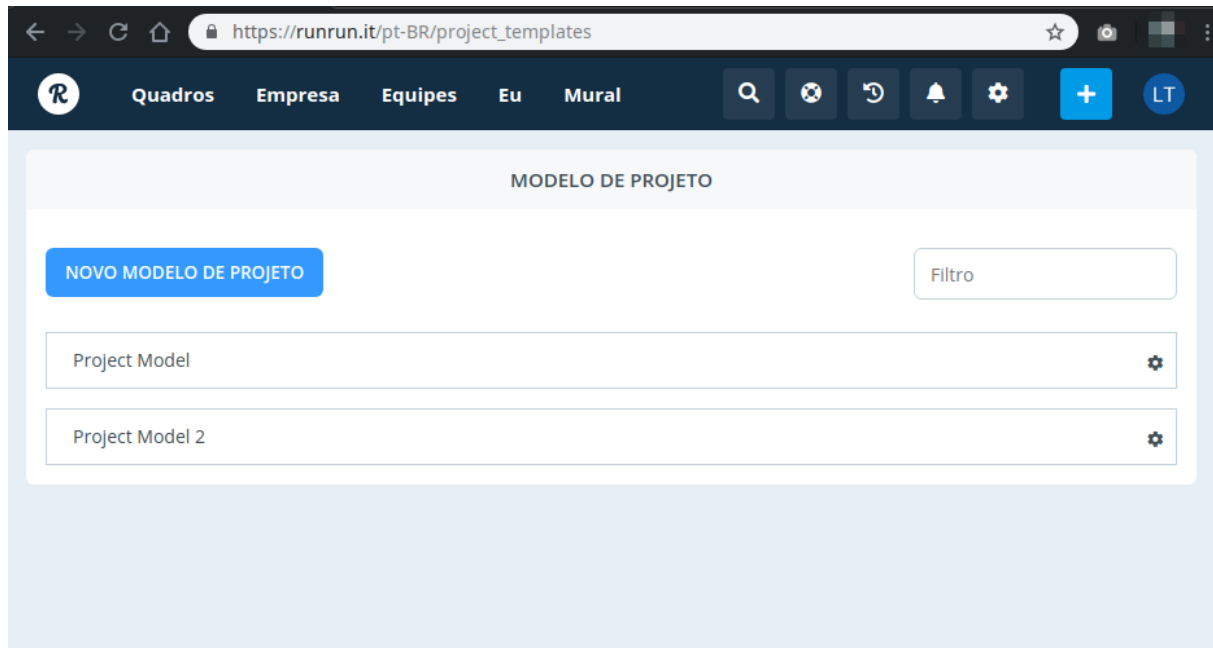 https://runrun.it/pt-BR/project_templates
R Quadros Empresa Equipes Eu Mural LT
MODELO DE PROJETO
NOVO MODELO DE PROJETO Filtro
Project Model
Project Model 2